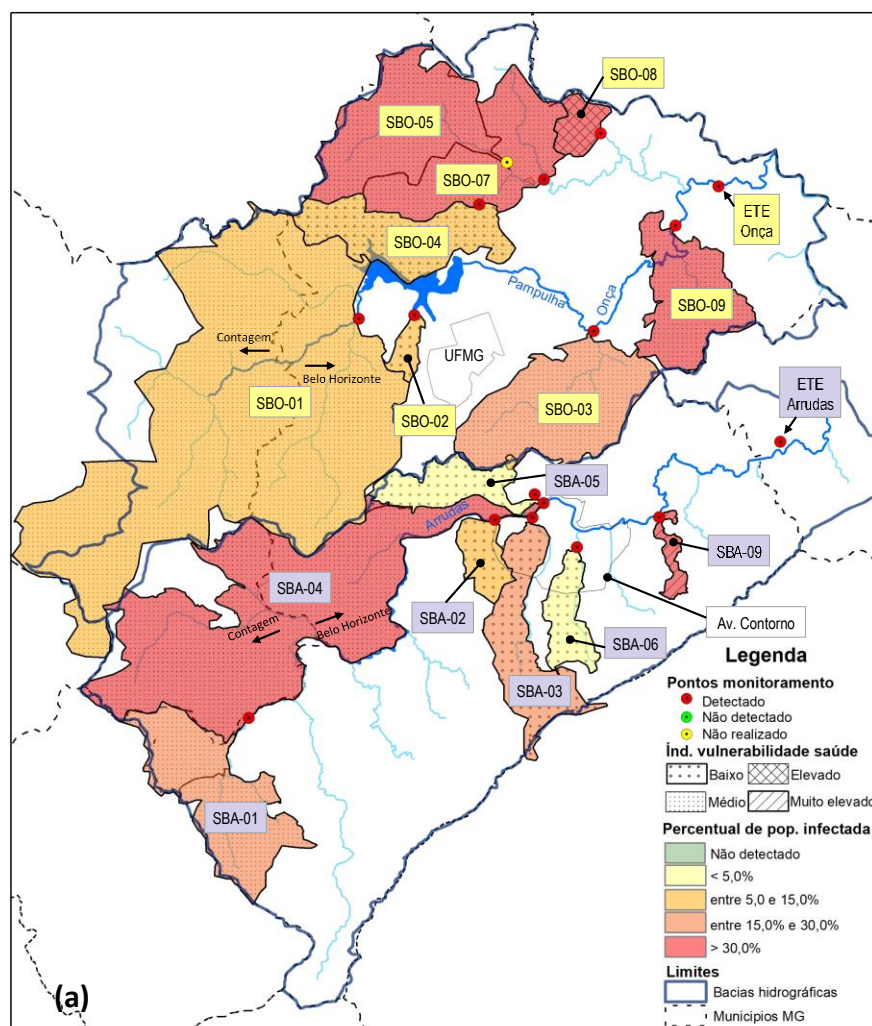 SBO-08
SBO-05
SBO-07
ETE
Onça
SBO-04
Pampulha
Onça
SBO-09
Contagem
UFMG
Belo Horizonte
SBO-01
SBO-02
SBO-03
ETE
Arrudas
SBA-05
Arrudas
SBA-09
SBA-04
Contagem
Belo Horizonte
SBA-02
Av. Contorno
SBA-06
SBA-03
SBA-01
Legenda
Pontos monitoramento
Detectado
Não detectado
Não realizado
Índ. vulnerabilidade saúde
Baixo
Elevado
Médio
Muito elevado
Percentual de pop. infectada
Não detectado
< 5,0%
entre 5,0 e 15,0%
entre 15,0% e 30,0%
> 30,0%
Limites
Bacias hidrográficas
Municipios MG
(a)